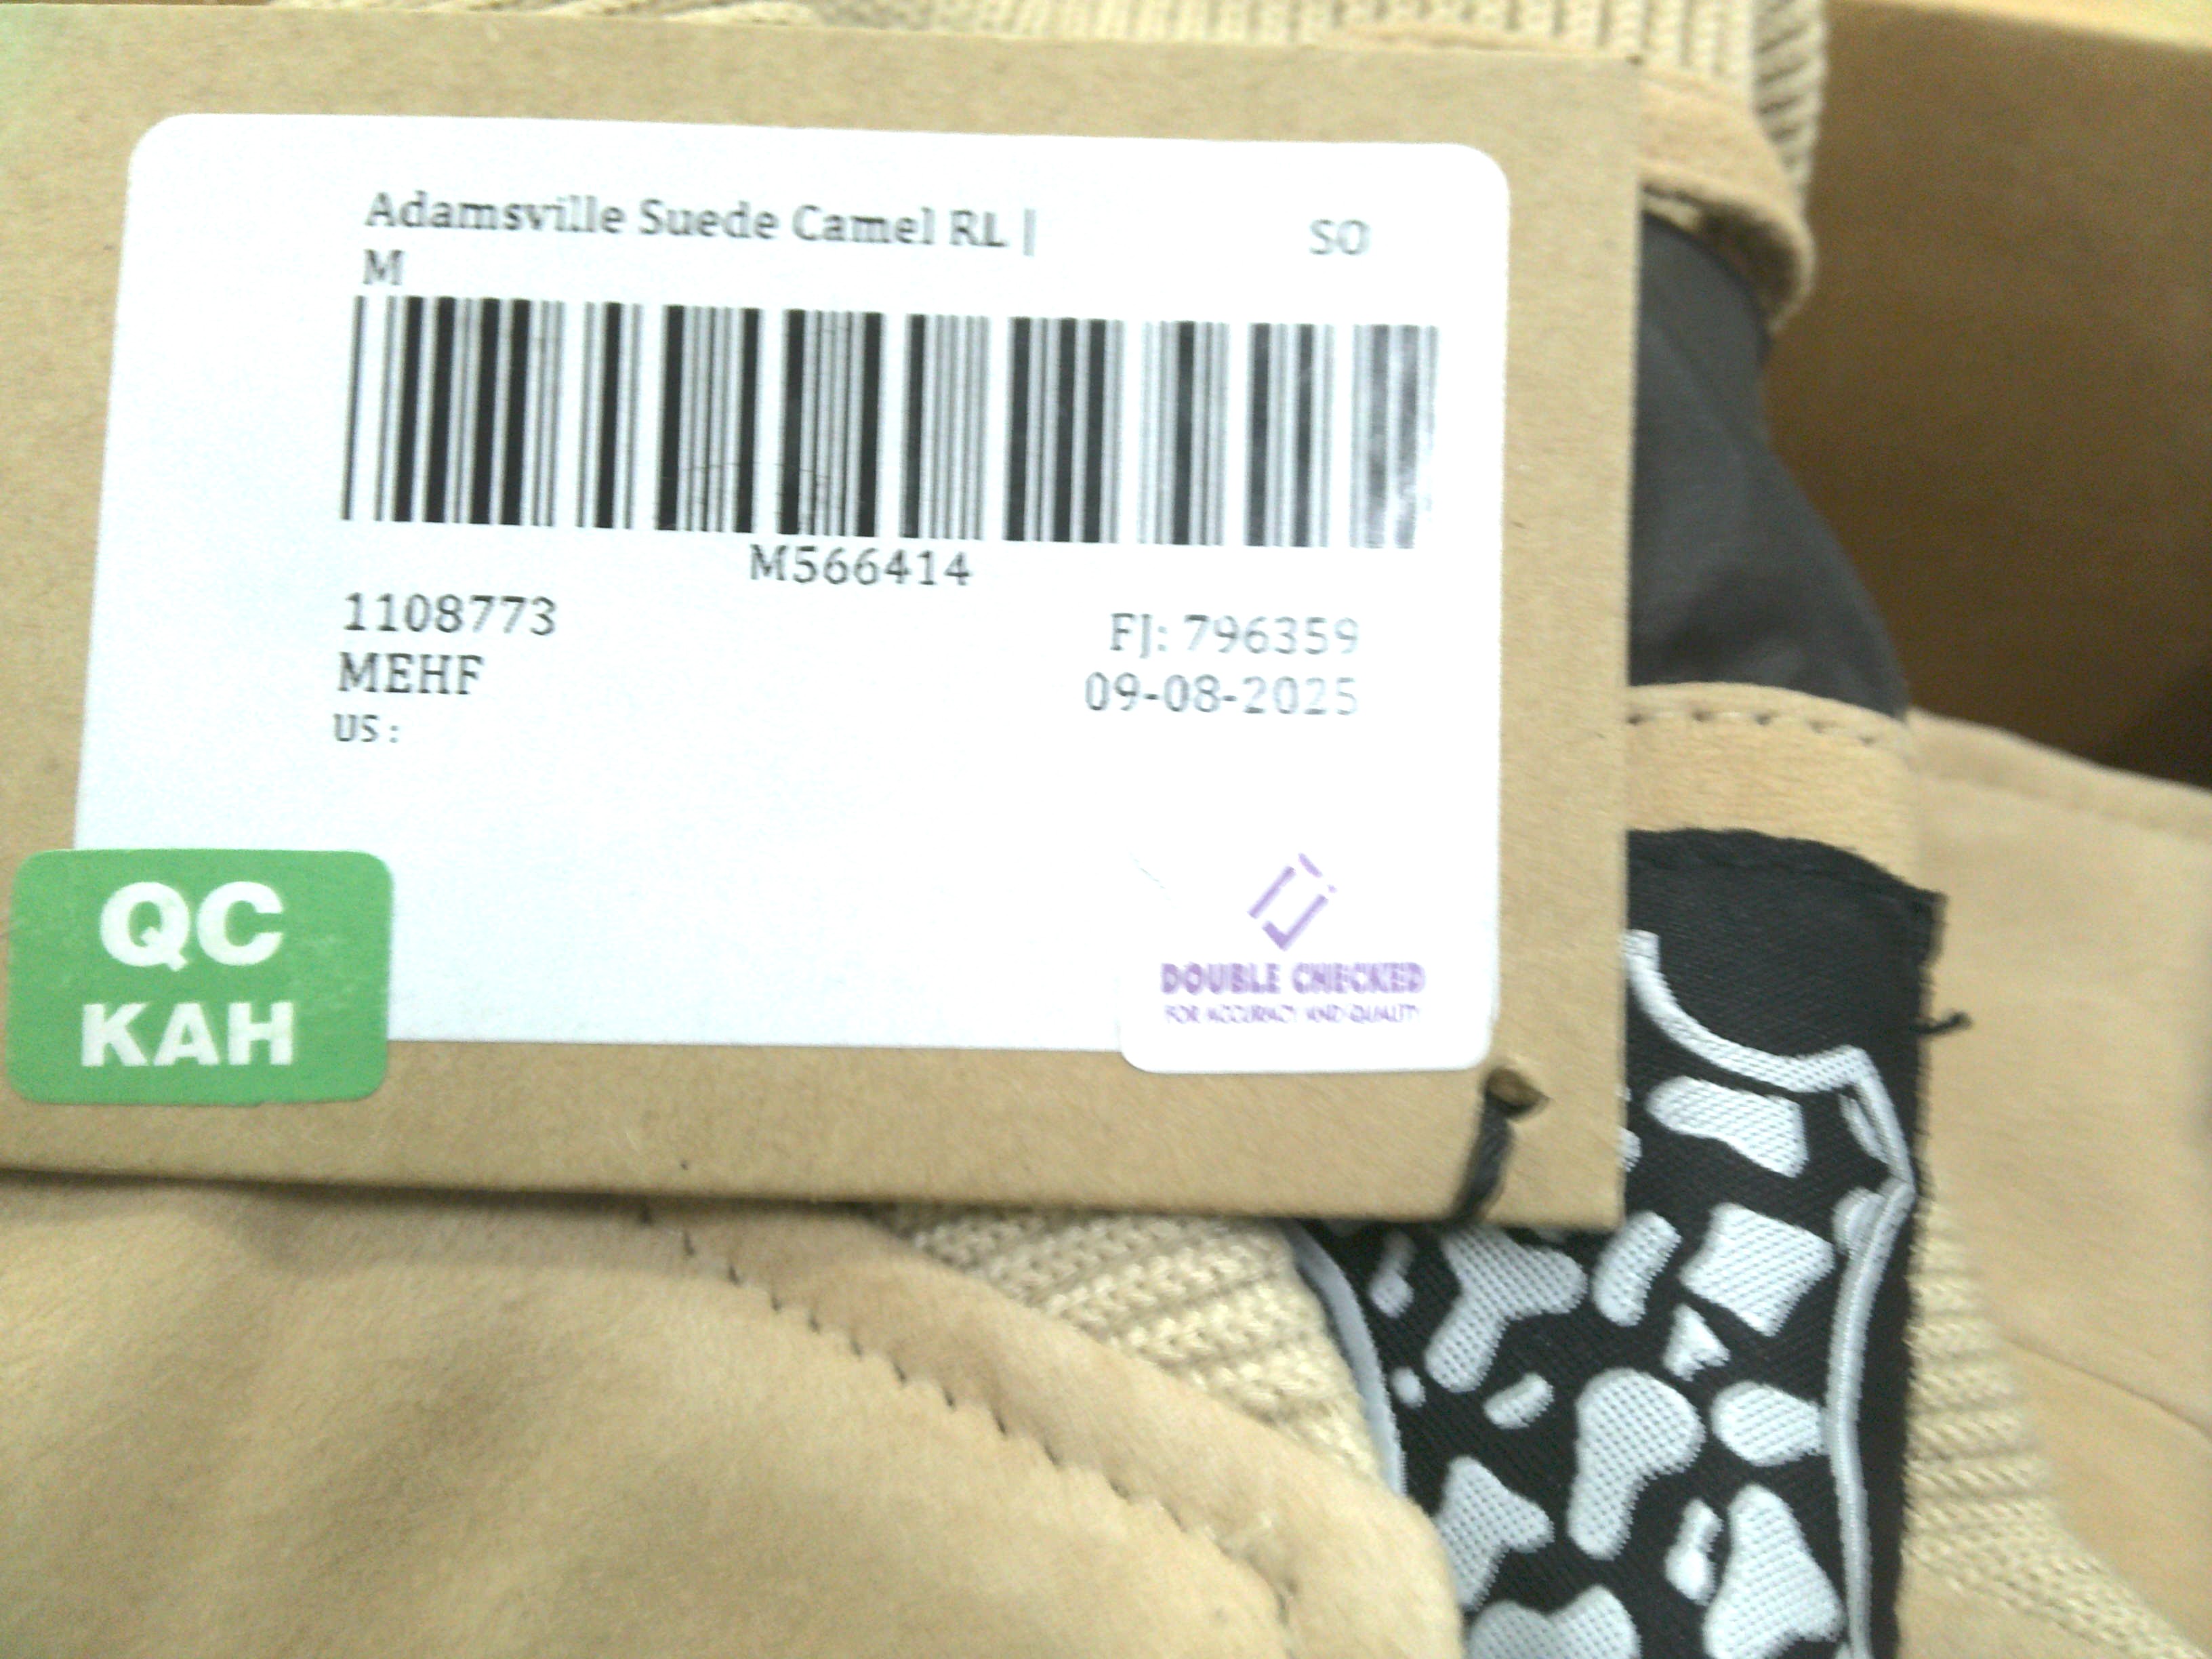 Adamsville Suede Camel RL |
M
SO
M566414
1108773
FJ: 796359
MEHF
09-08-2025
US :
QC
KAH
DOUBLE CHECKED
FOR ACCURACY AND QUALITY